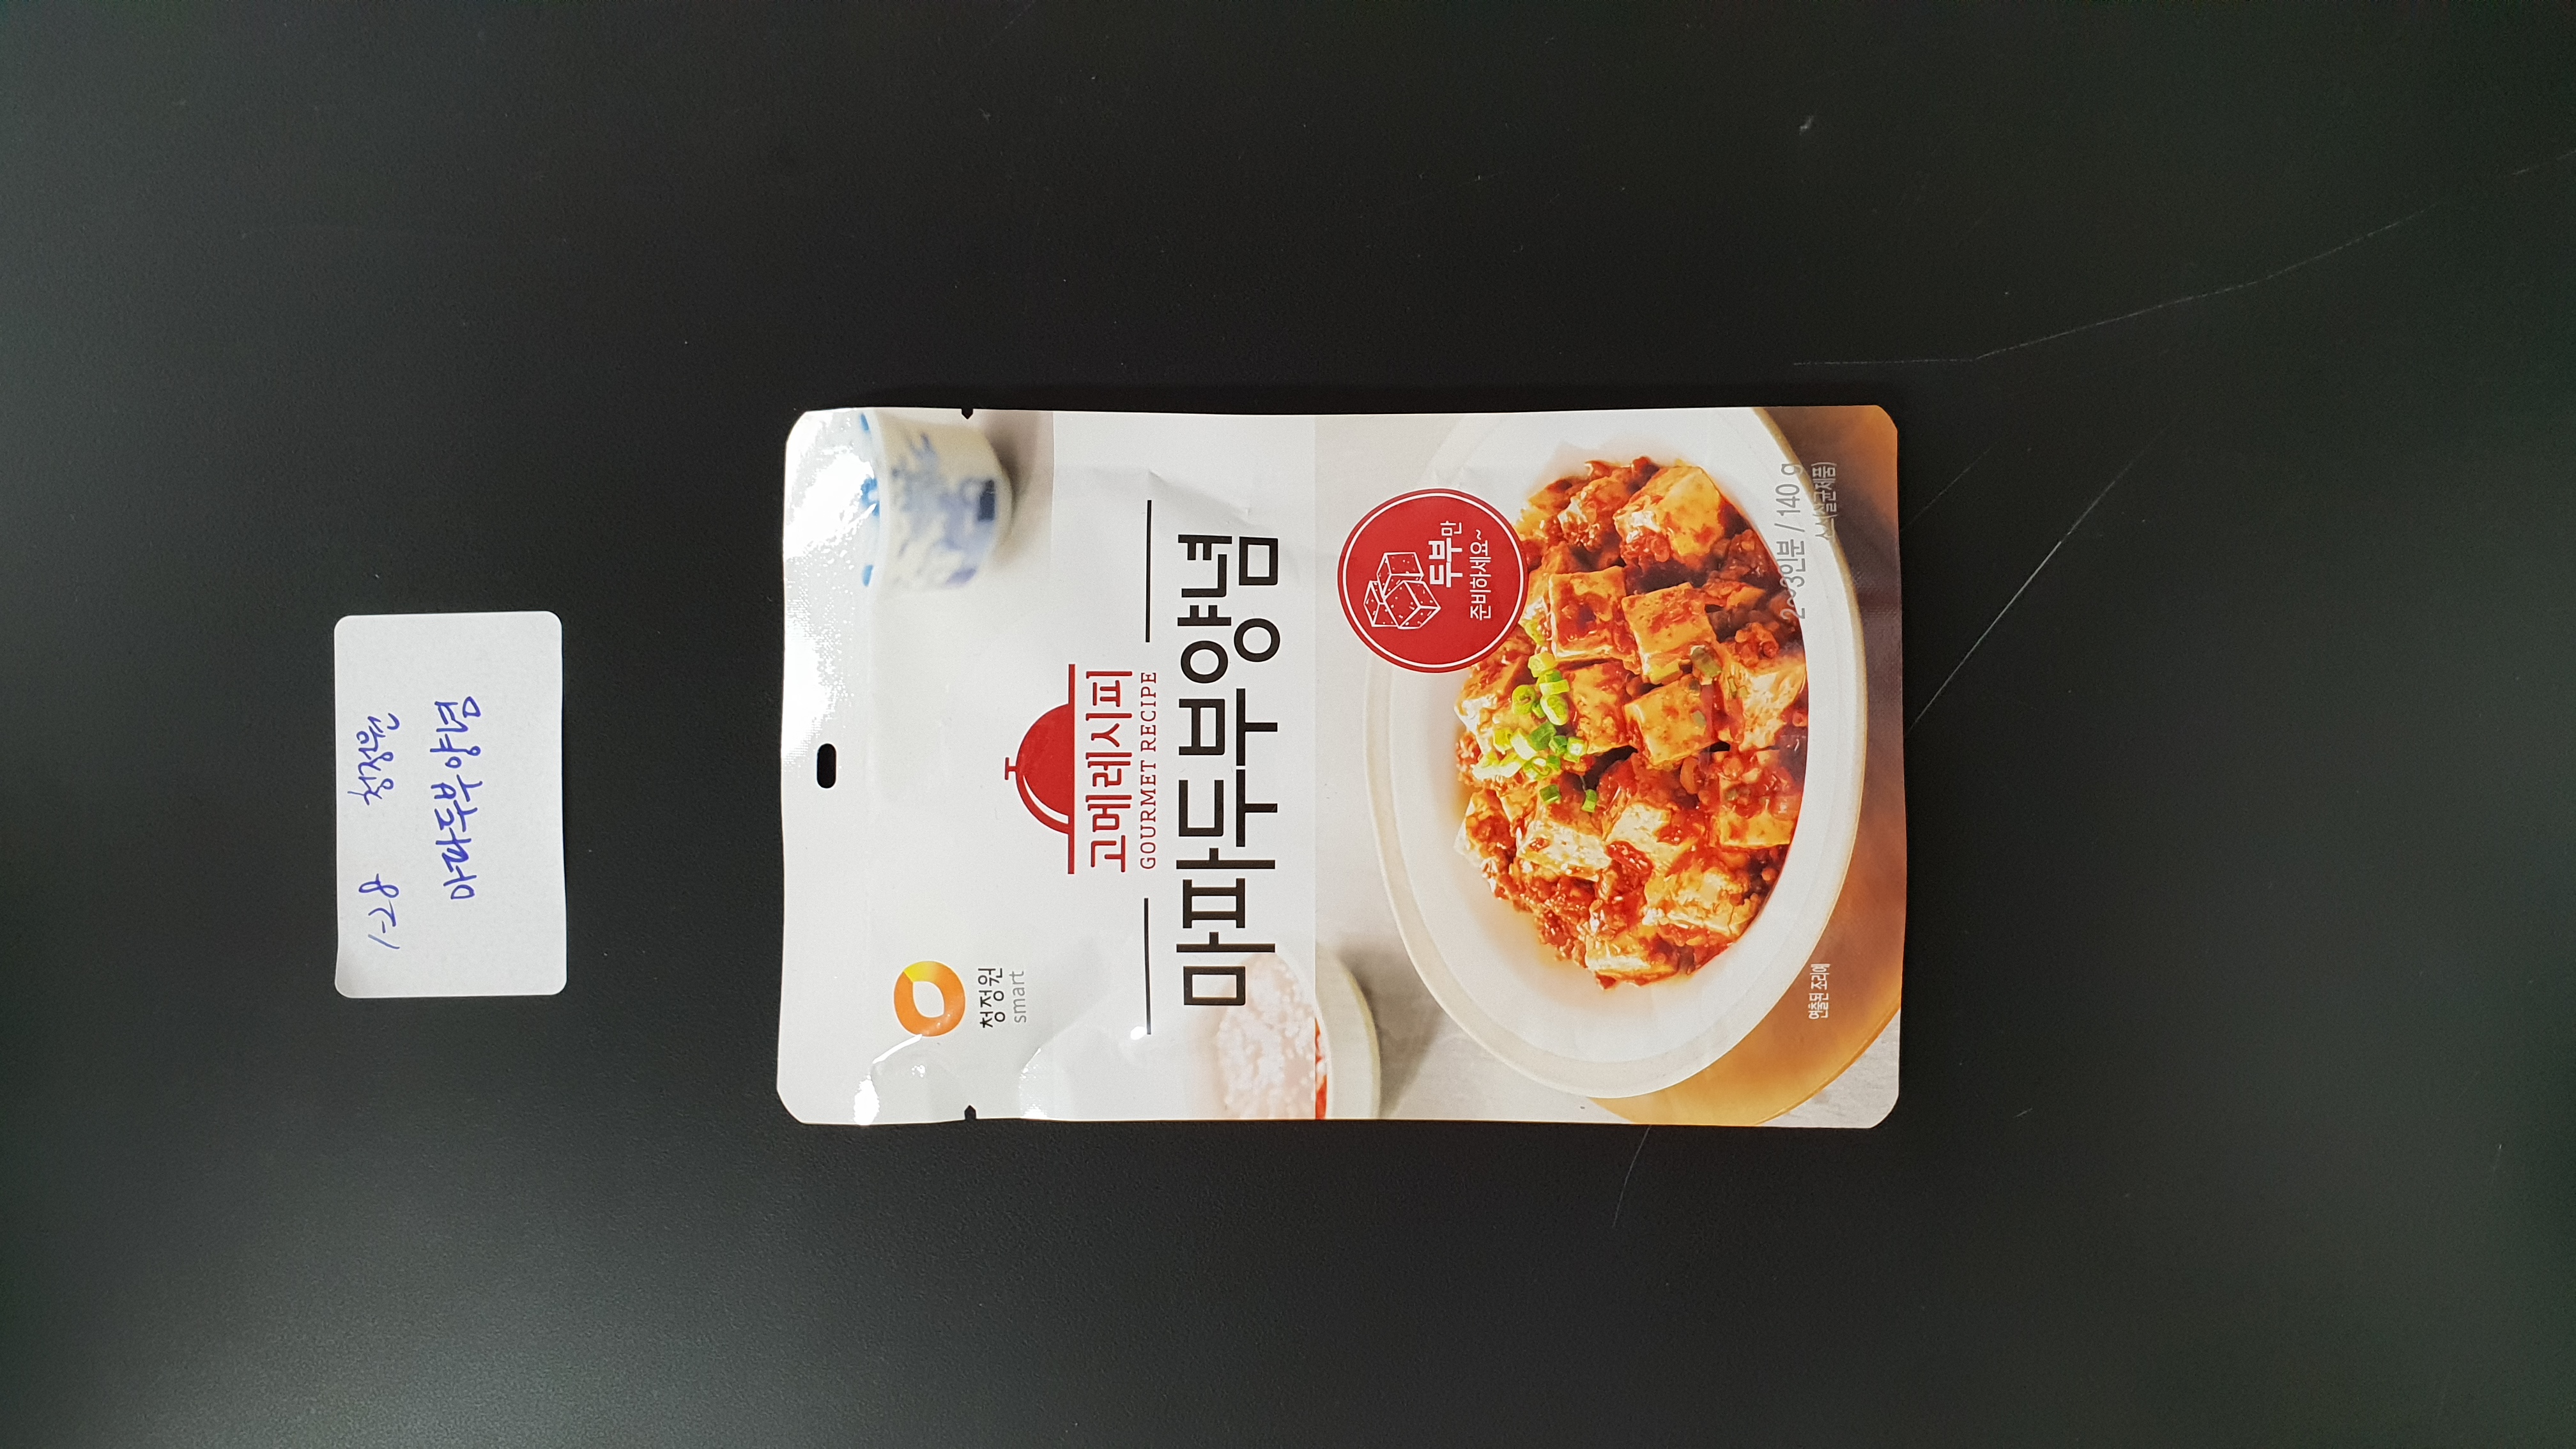 1-28 청정원
마파두부양념
청정원
smart
고메레시피
GOURMET RECIPE
마파두부양념
두부만
준비하세요~
2~3인분 / 140 g
소스(살균제품)
연출된 조리예